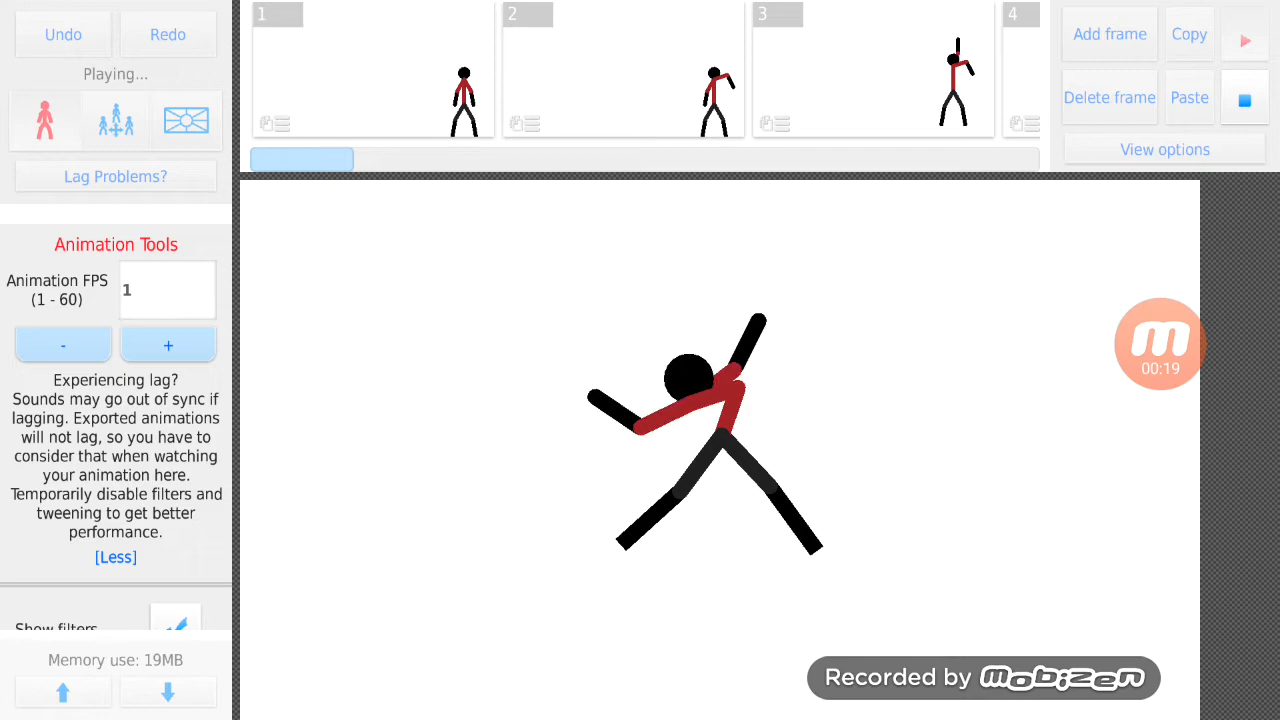 Undo
Redo
Playing...
Lag Problems?
1
2
3
4
Add frame
Copy
Delete frame
Paste
View options
Animation Tools
Animation FPS
(1 - 60)
1
-
+
Experiencing lag?
Sounds may go out of sync if
lagging. Exported animations
will not lag, so you have to
consider that when watching
your animation here.
Temporarily disable filters and
tweening to get better
performance.
[Less]
Show filters
Memory use: 19MB
00:19
Recorded by mobizen